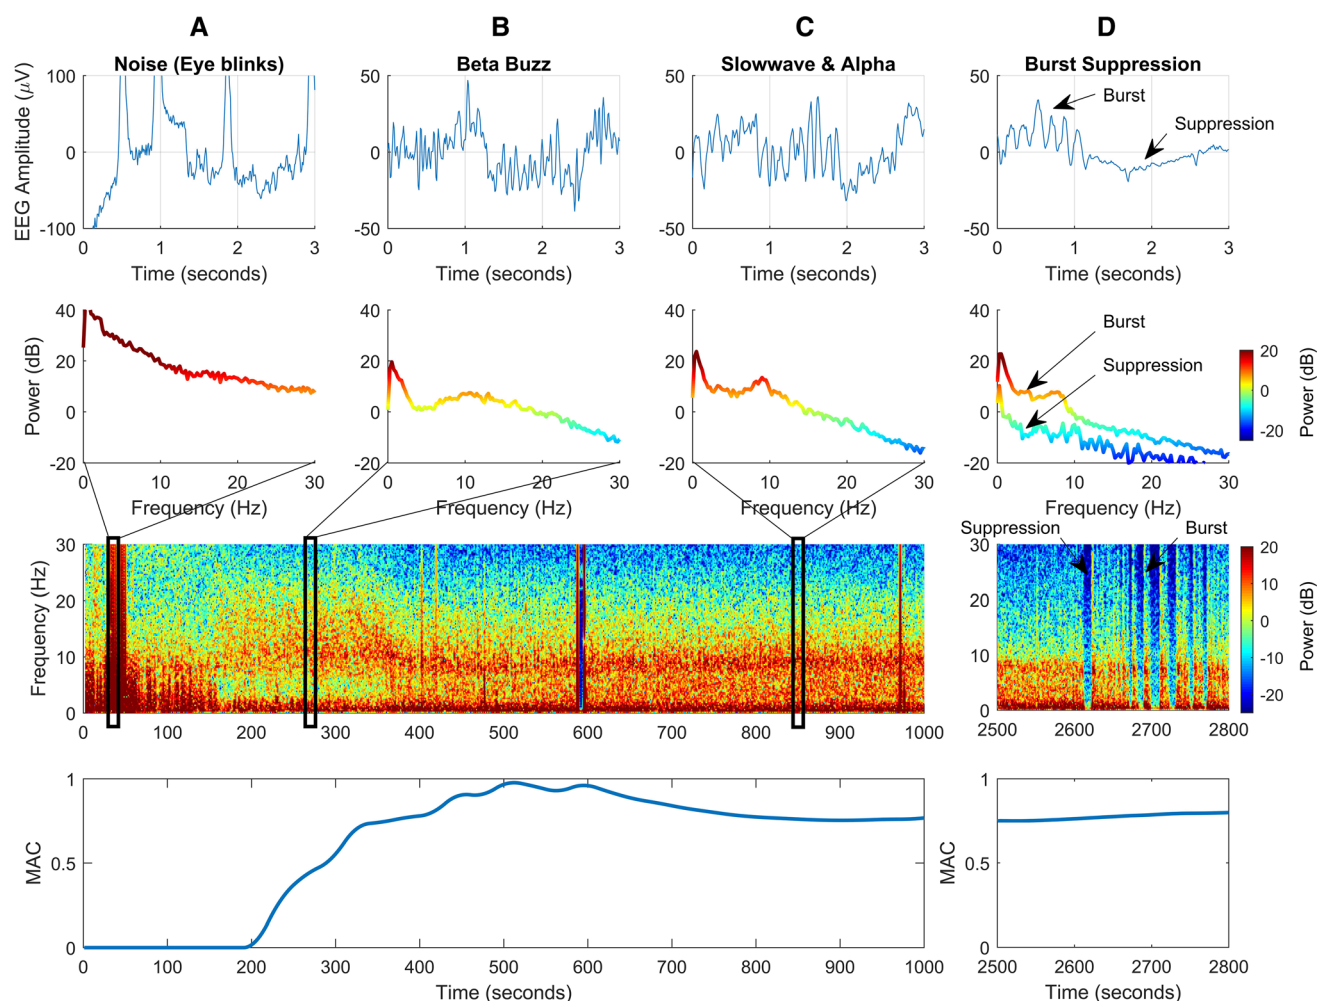 A B C D
Noise (Eye blinks) Beta Buzz Slowwave & Alpha Burst Suppression
EEG Amplitude (μV)
100 50 50 50
Burst
Suppression
0 0 0 0
-100 -50 -50 -50
0 1 2 3 0 1 2 3 0 1 2 3 0 1 2 3
Time (seconds) Time (seconds) Time (seconds) Time (seconds)
Power (dB)
40 40 40 40
Burst
Suppression
20 20 20 20
0 0 0 0
-20 -20 -20 -20
0 10 20 30 0 10 20 30 0 10 20 30 0 10 20 30
Frequency (Hz) Frequency (Hz) Frequency (Hz) Frequency (Hz)
20
0
-20
Power (dB)
Suppression Burst
Frequency (Hz)
30 30
20 20
10 10
0 0
0 100 200 300 400 500 600 700 800 900 1000 2500 2600 2700 2800
20
10
0
-10
-20
Power (dB)
MAC MAC
1 1
0.5 0.5
0 0
0 100 200 300 400 500 600 700 800 900 1000 2500 2600 2700 2800
Time (seconds) Time (seconds)